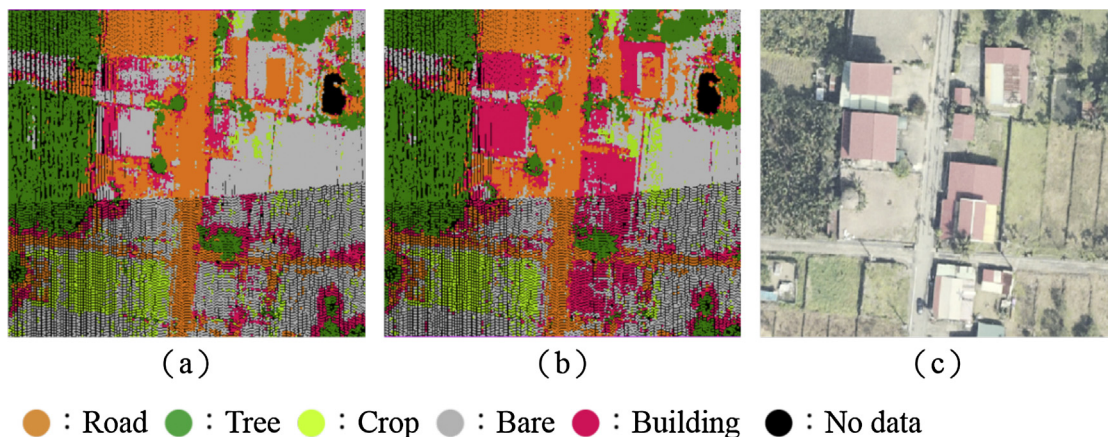 (a) (b) (c)
：Road ：Tree ：Crop ：Bare ：Building ：No data